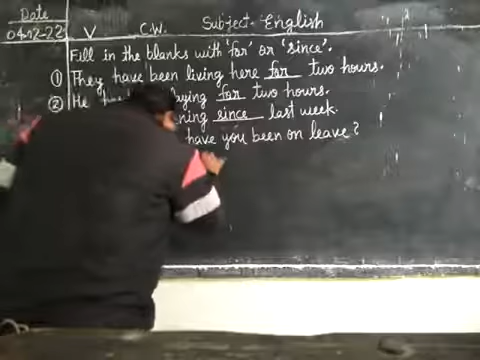 Date
04-12-22 V C.W. Subject - English
Fill in the blanks with 'for' or 'since'.
① They have been living here for two hours.
② He aying for two hours.
ning since last week.
have you been on leave?